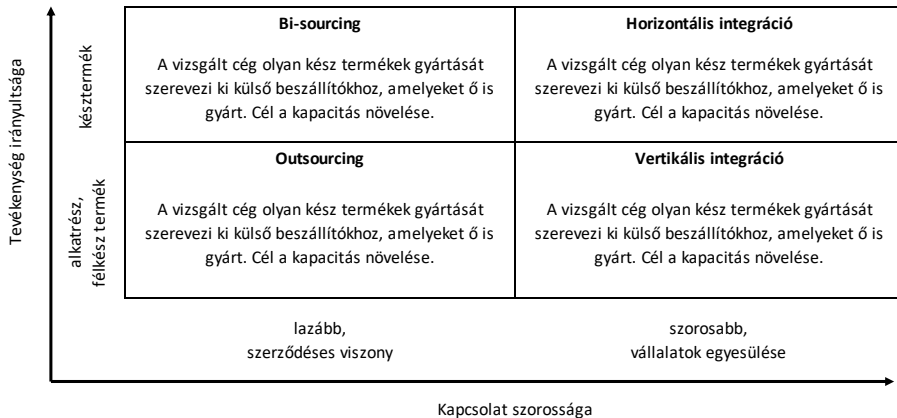 Tevékenység irányultsága
késztermék
Bi-sourcing
A vizsgált cég olyan kész termékek gyártását
szerevezi ki külső beszállítókhoz, amelyeket ő is
gyárt. Cél a kapacitás növelése.
Horizontális integráció
A vizsgált cég olyan kész termékek gyártását
szerevezi ki külső beszállítókhoz, amelyeket ő is
gyárt. Cél a kapacitás növelése.
alkatrész,
félkész termék
Outsourcing
A vizsgált cég olyan kész termékek gyártását
szerevezi ki külső beszállítókhoz, amelyeket ő is
gyárt. Cél a kapacitás növelése.
Vertikális integráció
A vizsgált cég olyan kész termékek gyártását
szerevezi ki külső beszállítókhoz, amelyeket ő is
gyárt. Cél a kapacitás növelése.
lazább,
szerződéses viszony
szorosabb,
vállalatok egyesülése
Kapcsolat szorossága